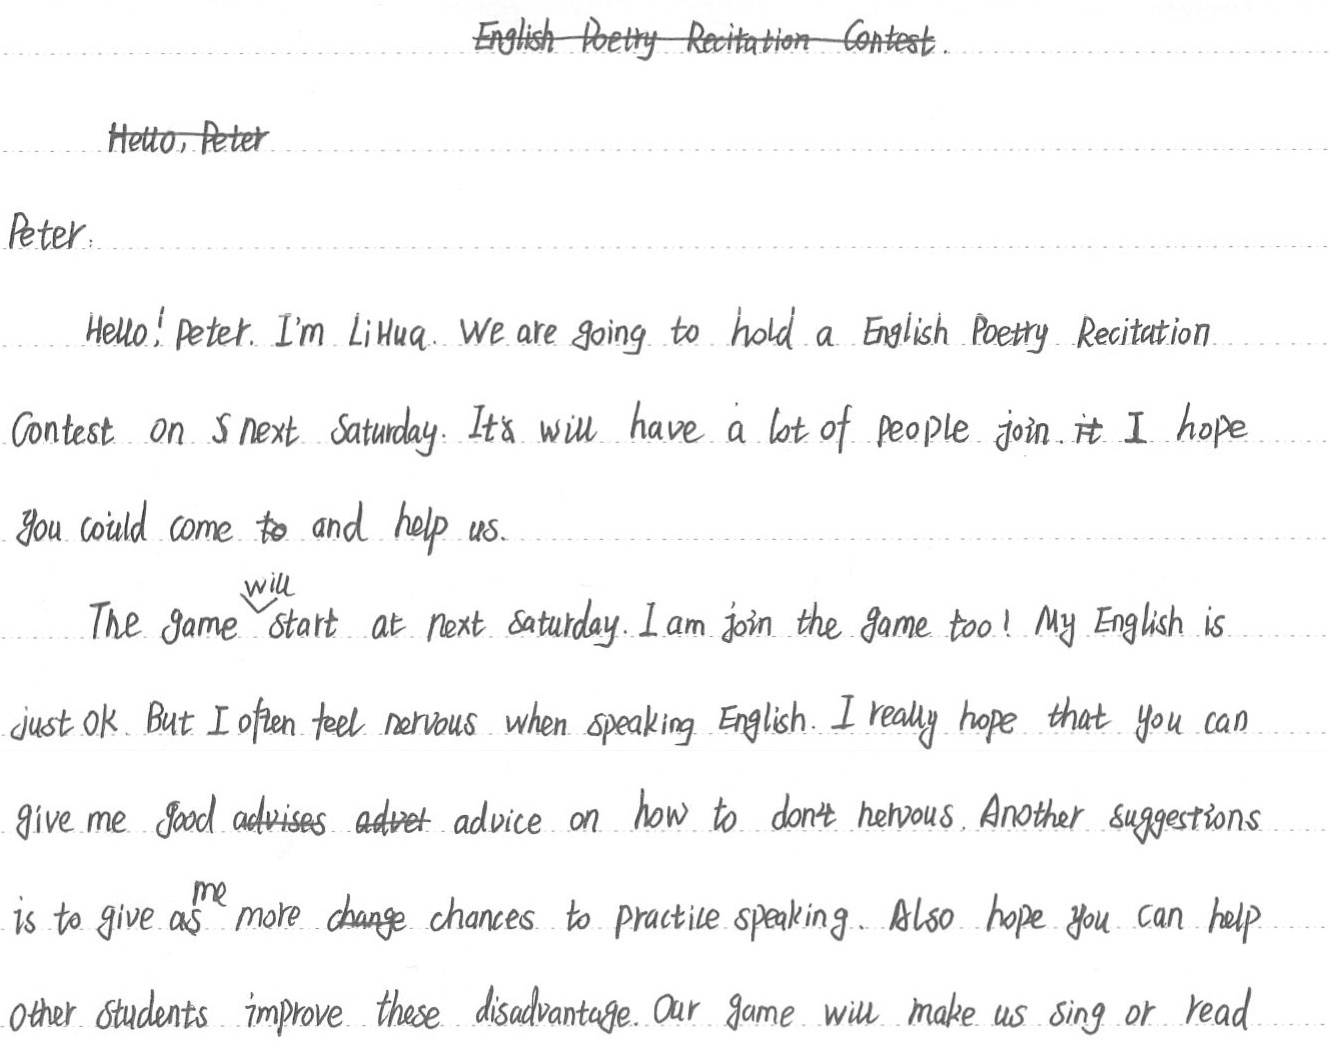 English Poetry Recitation Contest.
Hello, Peter
Peter:
Hello! Peter. I'm LiHua. We are going to hold a English Poetry Recitation
Contest on S next Saturday. It's will have a lot of people join. it I hope
you could come to and help us.
will
The game start at next Saturday. I am join the game too! My English is
just ok. But I often feel nervous when speaking English. I really hope that you can
give me good advises advet advice on how to don't nervous. Another suggestions
me
is to give as more change chances to practice speaking. Also hope you can help
other students improve these disadvantage. Our game will make us sing or read